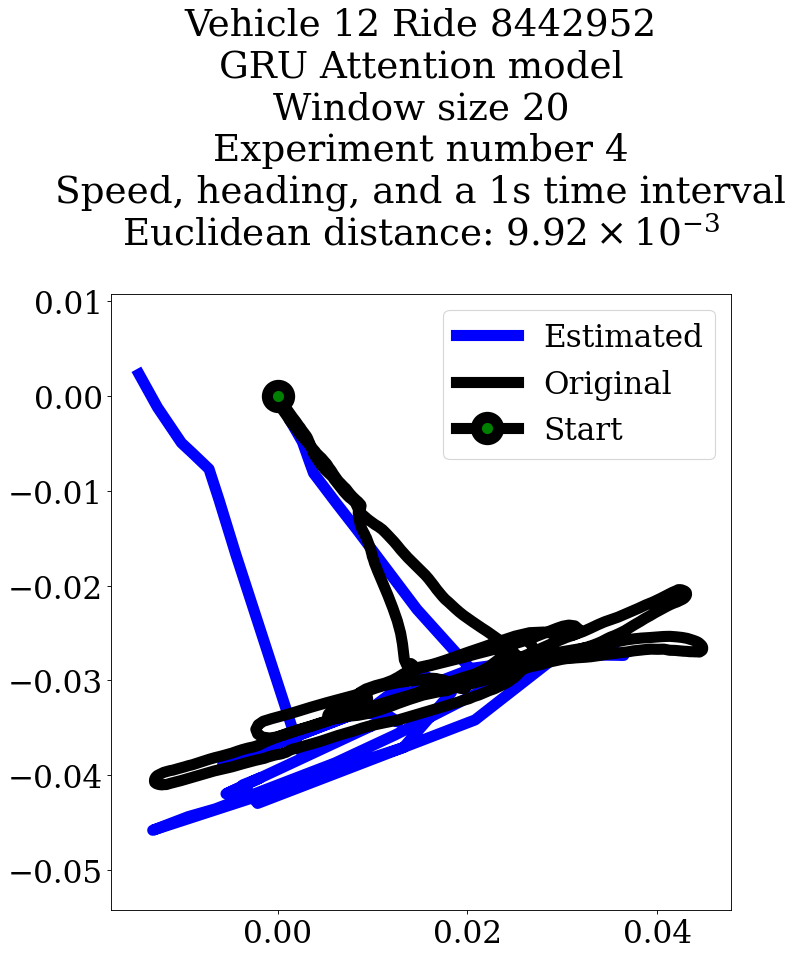 Vehicle 12 Ride 8442952
GRU Attention model
Window size 20
Experiment number 4
Speed, heading, and a 1s time interval
Euclidean distance: 9.92 × 10⁻³
Estimated
Original
Start
0.01
0.00
−0.01
−0.02
−0.03
−0.04
−0.05
0.00 0.02 0.04